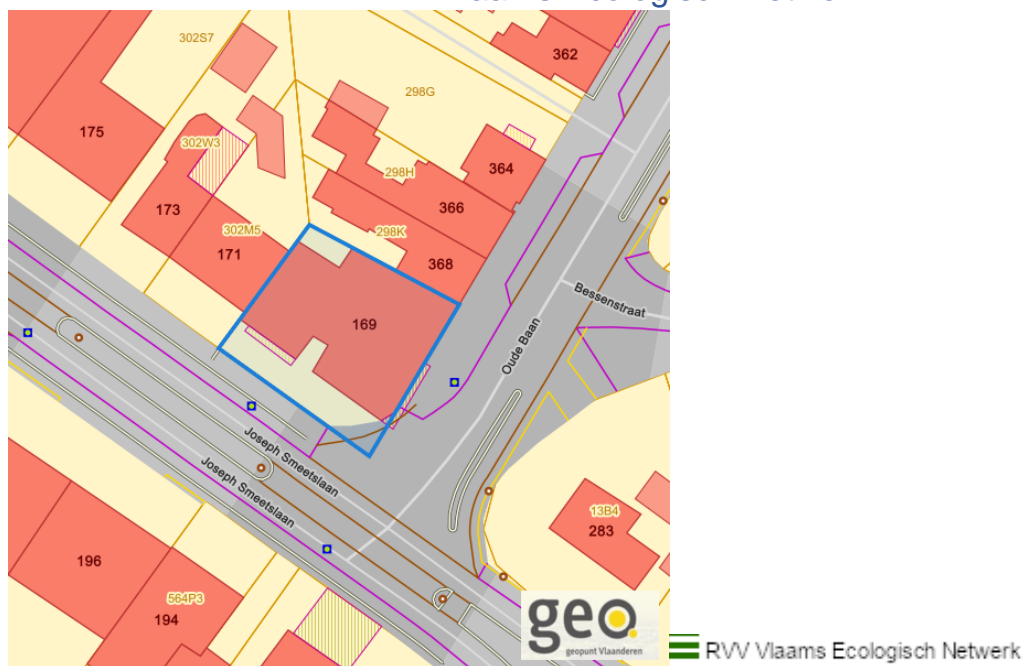 302S7
362
298G
175
302W3
364
298H
173
366
302M5
298K
171
368
169
Bessenstraat
Oude Baan
Joseph Smeetslaan
Joseph Smeetslaan
13B4
283
196
564P3
194
geo
geopunt Vlaanderen
RVV Vlaams Ecologisch Netwerk